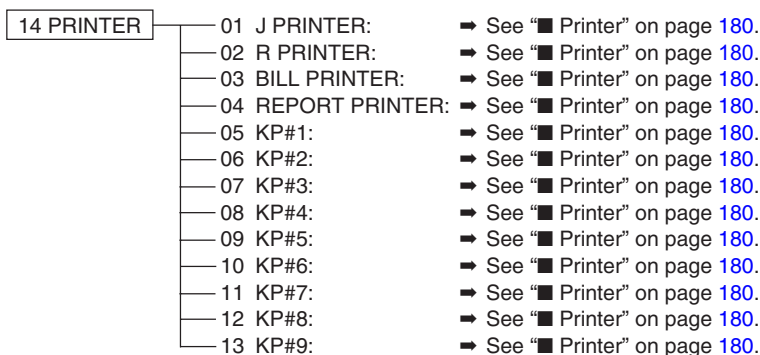 14 PRINTER 01 J PRINTER: ➡ See “■ Printer” on page 180.
02 R PRINTER: ➡ See “■ Printer” on page 180.
03 BILL PRINTER: ➡ See “■ Printer” on page 180.
04 REPORT PRINTER: ➡ See “■ Printer” on page 180.
05 KP#1: ➡ See “■ Printer” on page 180.
06 KP#2: ➡ See “■ Printer” on page 180.
07 KP#3: ➡ See “■ Printer” on page 180.
08 KP#4: ➡ See “■ Printer” on page 180.
09 KP#5: ➡ See “■ Printer” on page 180.
10 KP#6: ➡ See “■ Printer” on page 180.
11 KP#7: ➡ See “■ Printer” on page 180.
12 KP#8: ➡ See “■ Printer” on page 180.
13 KP#9: ➡ See “■ Printer” on page 180.